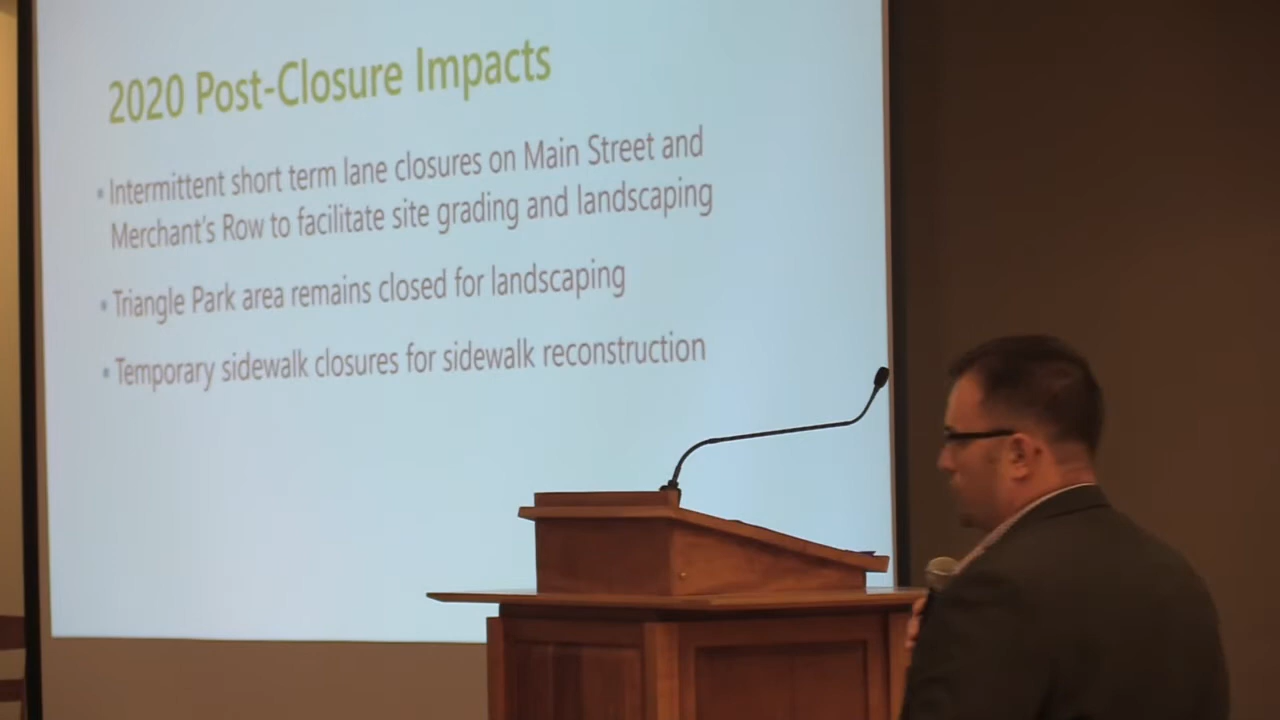 2020 Post-Closure Impacts
• Intermittent short term lane closures on Main Street and
Merchant's Row to facilitate site grading and landscaping
• Triangle Park area remains closed for landscaping
• Temporary sidewalk closures for sidewalk reconstruction